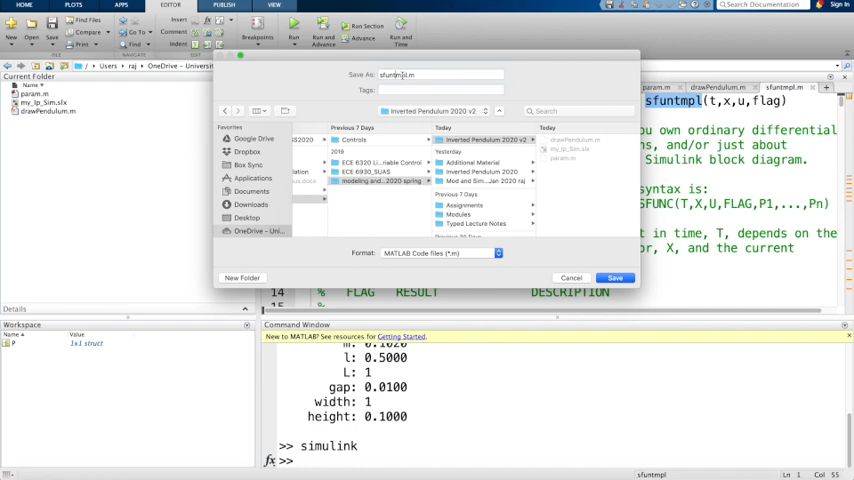 HOME PLOTS APPS EDITOR PUBLISH VIEW Search Documentation Sign In
Find Files Insert fx
Compare Go To Comment Run Section
New Open Save Print Find Indent Breakpoints Run Run and Advance Advance Run and Time
FILE
/ Users raj OneDrive - Universi
Current Folder
Name
param.m
my_Ip_Sim.slx
drawPendulum.m
Details
Workspace
Name Value
P 1x1 struct
Save As: sfuntmpl.m
Tags:
Inverted Pendulum 2020 v2 Search
Favorites
Google Drive
Dropbox
Box Sync
Applications
Documents
Downloads
Desktop
OneDrive – Uni...
Previous 7 Days
Controls
2019
ECE 6320 Li...riable Control
ECE 6930_SUAS
modeling and...2020 spring
Today
Inverted Pendulum 2020 v2
Yesterday
Additional Material
Inverted Pendulum 2020
Mod and Sim...Jan 2020 raj
Previous 7 Days
Assignments
Modules
Typed Lecture Notes
Today
drawPendulum.m
my_Ip_Sim.slx
param.m
Format: MATLAB Code files (*.m)
New Folder Cancel Save
param.m drawPendulum.m sfuntmpl.m
sfuntmpl(t,x,u,flag)
ou own ordinary differential
ns, and/or just about
Simulink block diagram.
syntax is:
SFUNC(T,X,U,FLAG,P1,...,Pn)
t in time, T, depends on the
or, X, and the current
14 % FLAG RESULT DESCRIPTION
Command Window
New to MATLAB? See resources for Getting Started.
m: 0.1020
l: 0.5000
L: 1
gap: 0.0100
width: 1
height: 0.1000
>> simulink
fx >>
sfuntmpl Ln 1 Col 55